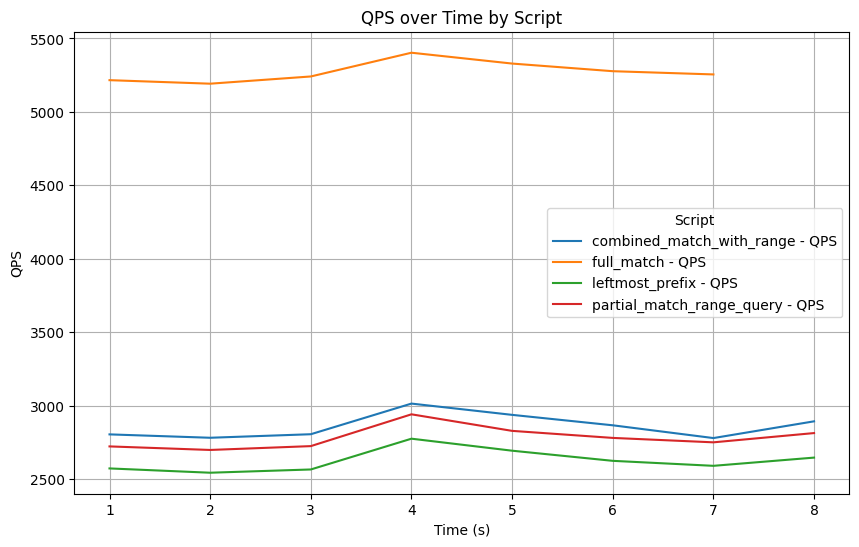 QPS over Time by Script
5500
5000
4500
4000
3500
3000
2500
QPS
Script
combined_match_with_range - QPS
full_match - QPS
leftmost_prefix - QPS
partial_match_range_query - QPS
1 2 3 4 5 6 7 8
Time (s)